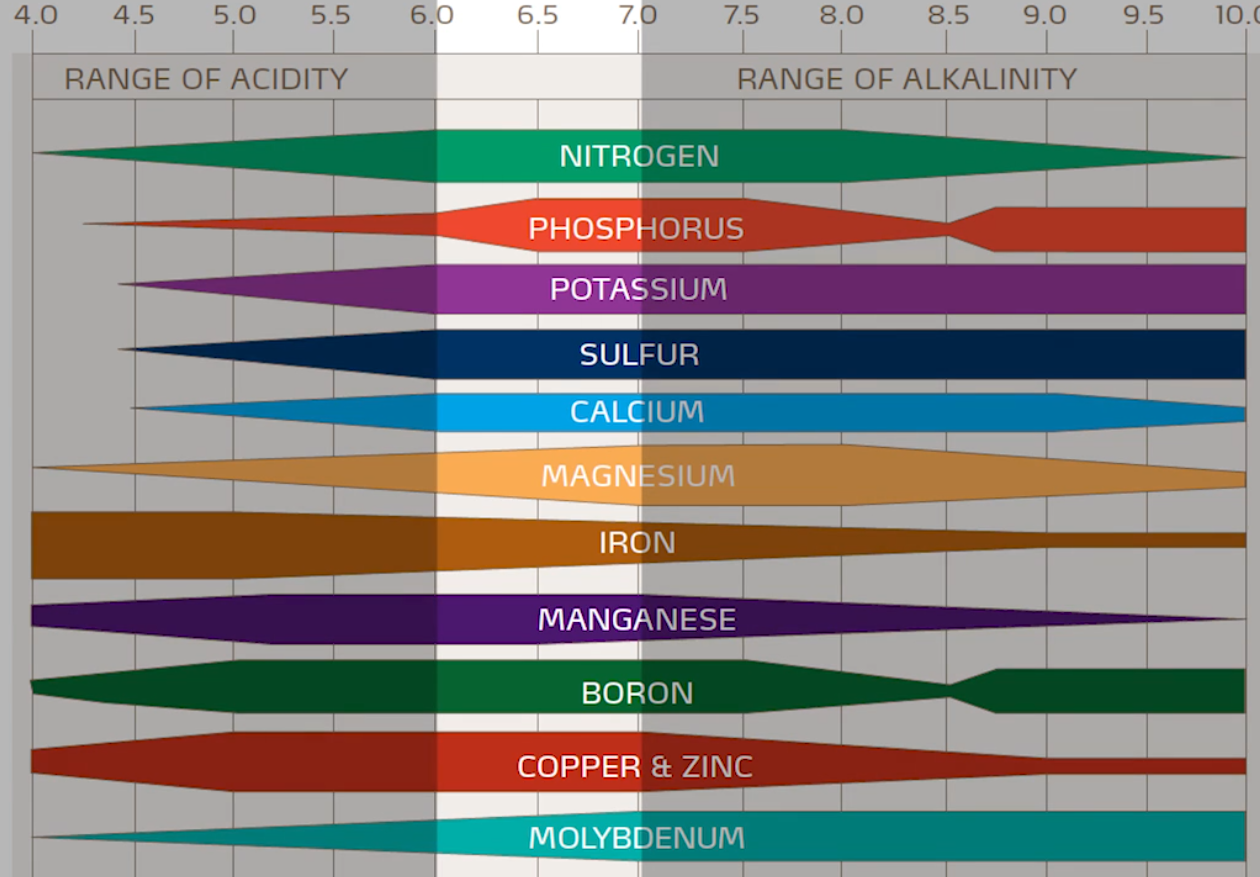 4.0 4.5 5.0 5.5 6.0 6.5 7.0 7.5 8.0 8.5 9.0 9.5 10.0
RANGE OF ACIDITY RANGE OF ALKALINITY
NITROGEN
PHOSPHORUS
POTASSIUM
SULFUR
CALCIUM
MAGNESIUM
IRON
MANGANESE
BORON
COPPER & ZINC
MOLYBDENUM